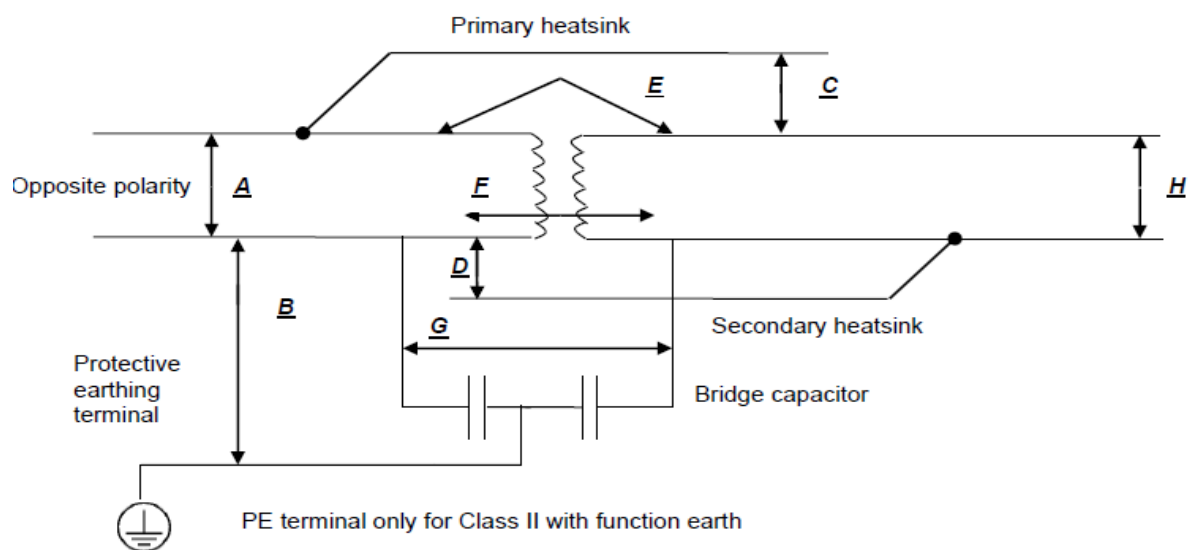 Primary heatsink
E
C
Opposite polarity
A
F
H
D
B
G
Secondary heatsink
Protective
earthing
terminal
Bridge capacitor
PE terminal only for Class II with function earth